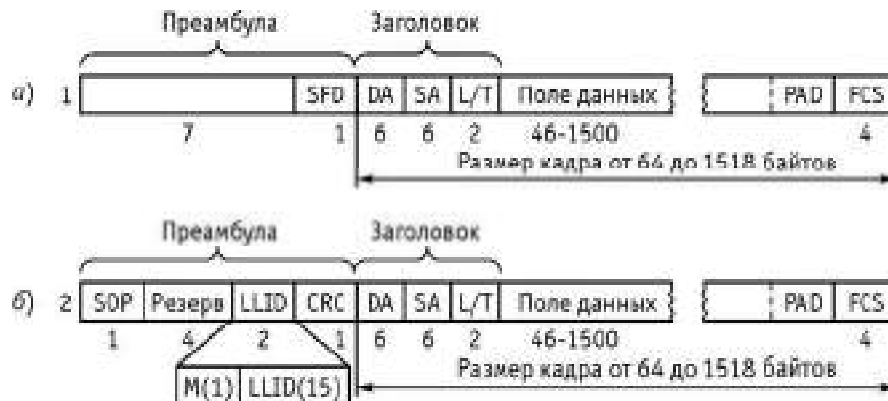 Преамбула Заголовок
а) 1 SFD DA SA L/T Поле данных PAD FCS
7 1 6 6 2 46-1500 4
Размер кадра от 64 до 1518 байтов
Преамбула Заголовок
б) 2 SOP Резерв LLID CRC DA SA L/T Поле данных PAD FCS
1 4 2 1 6 6 2 46-1500 4
Размер кадра от 64 до 1518 байтов
M(1) LLID(15)